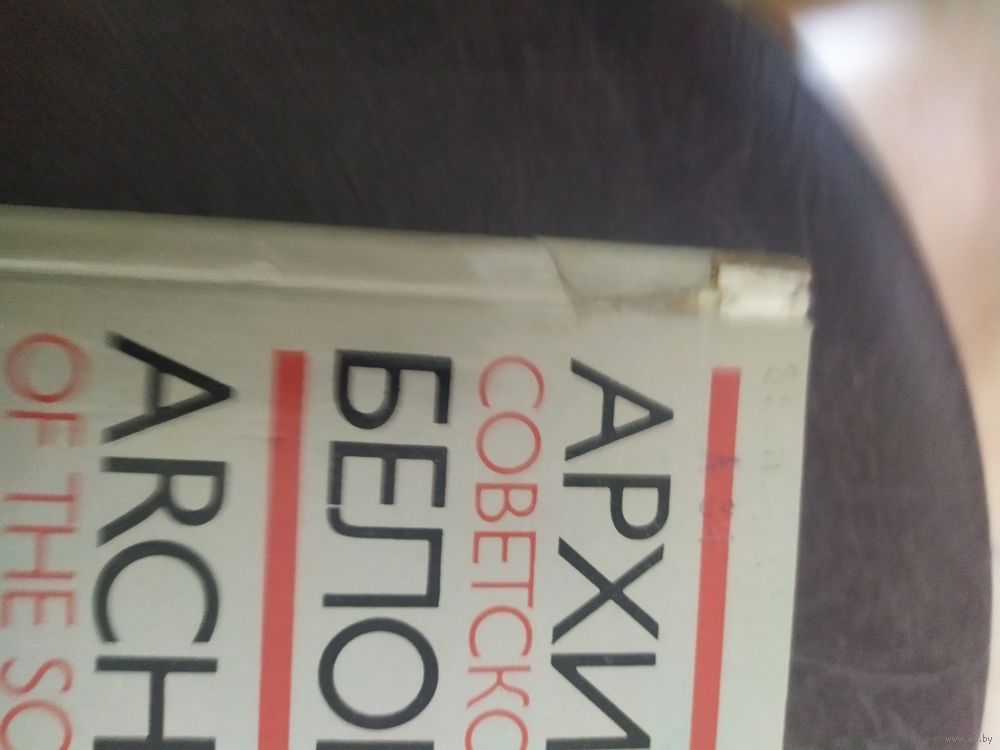 АРХИ
СОВЕТСКО
БЕЛО
ARCH
OF THE SO